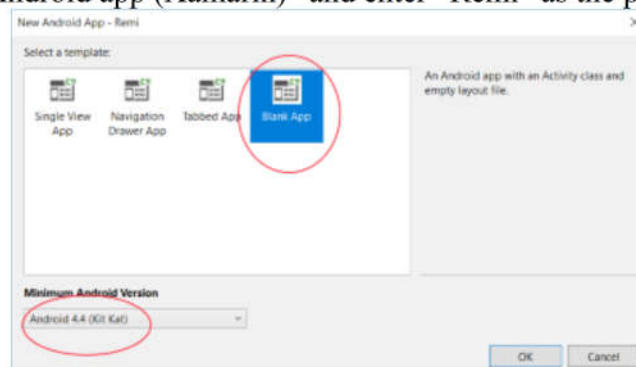 Android app (Xamarin)" and enter "Remi" as the p
New Android App - Remi
Select a template:
Single View App
Navigation Drawer App
Tabbed App
Blank App
An Android app with an Activity class and
empty layout file.
Minimum Android Version
Android 4.4 (Kit Kat)
OK
Cancel